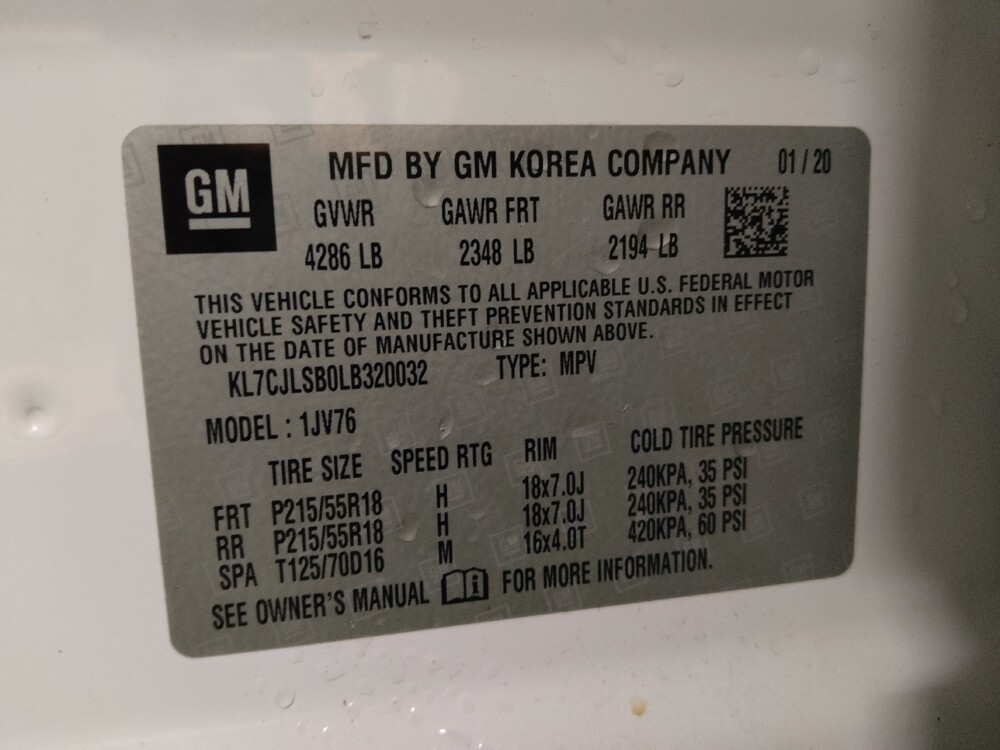 GM
MFD BY GM KOREA COMPANY 01 / 20
GVWR GAWR FRT GAWR RR
4286 LB 2348 LB 2194 LB
THIS VEHICLE CONFORMS TO ALL APPLICABLE U.S. FEDERAL MOTOR
VEHICLE SAFETY AND THEFT PREVENTION STANDARDS IN EFFECT
ON THE DATE OF MANUFACTURE SHOWN ABOVE.
KL7CJLSB0LB320032 TYPE: MPV
MODEL : 1JV76
TIRE SIZE SPEED RTG RIM COLD TIRE PRESSURE
FRT P215/55R18 H 18x7.0J 240KPA, 35 PSI
RR P215/55R18 H 18x7.0J 240KPA, 35 PSI
SPA T125/70D16 M 16x4.0T 420KPA, 60 PSI
SEE OWNER'S MANUAL i FOR MORE INFORMATION.